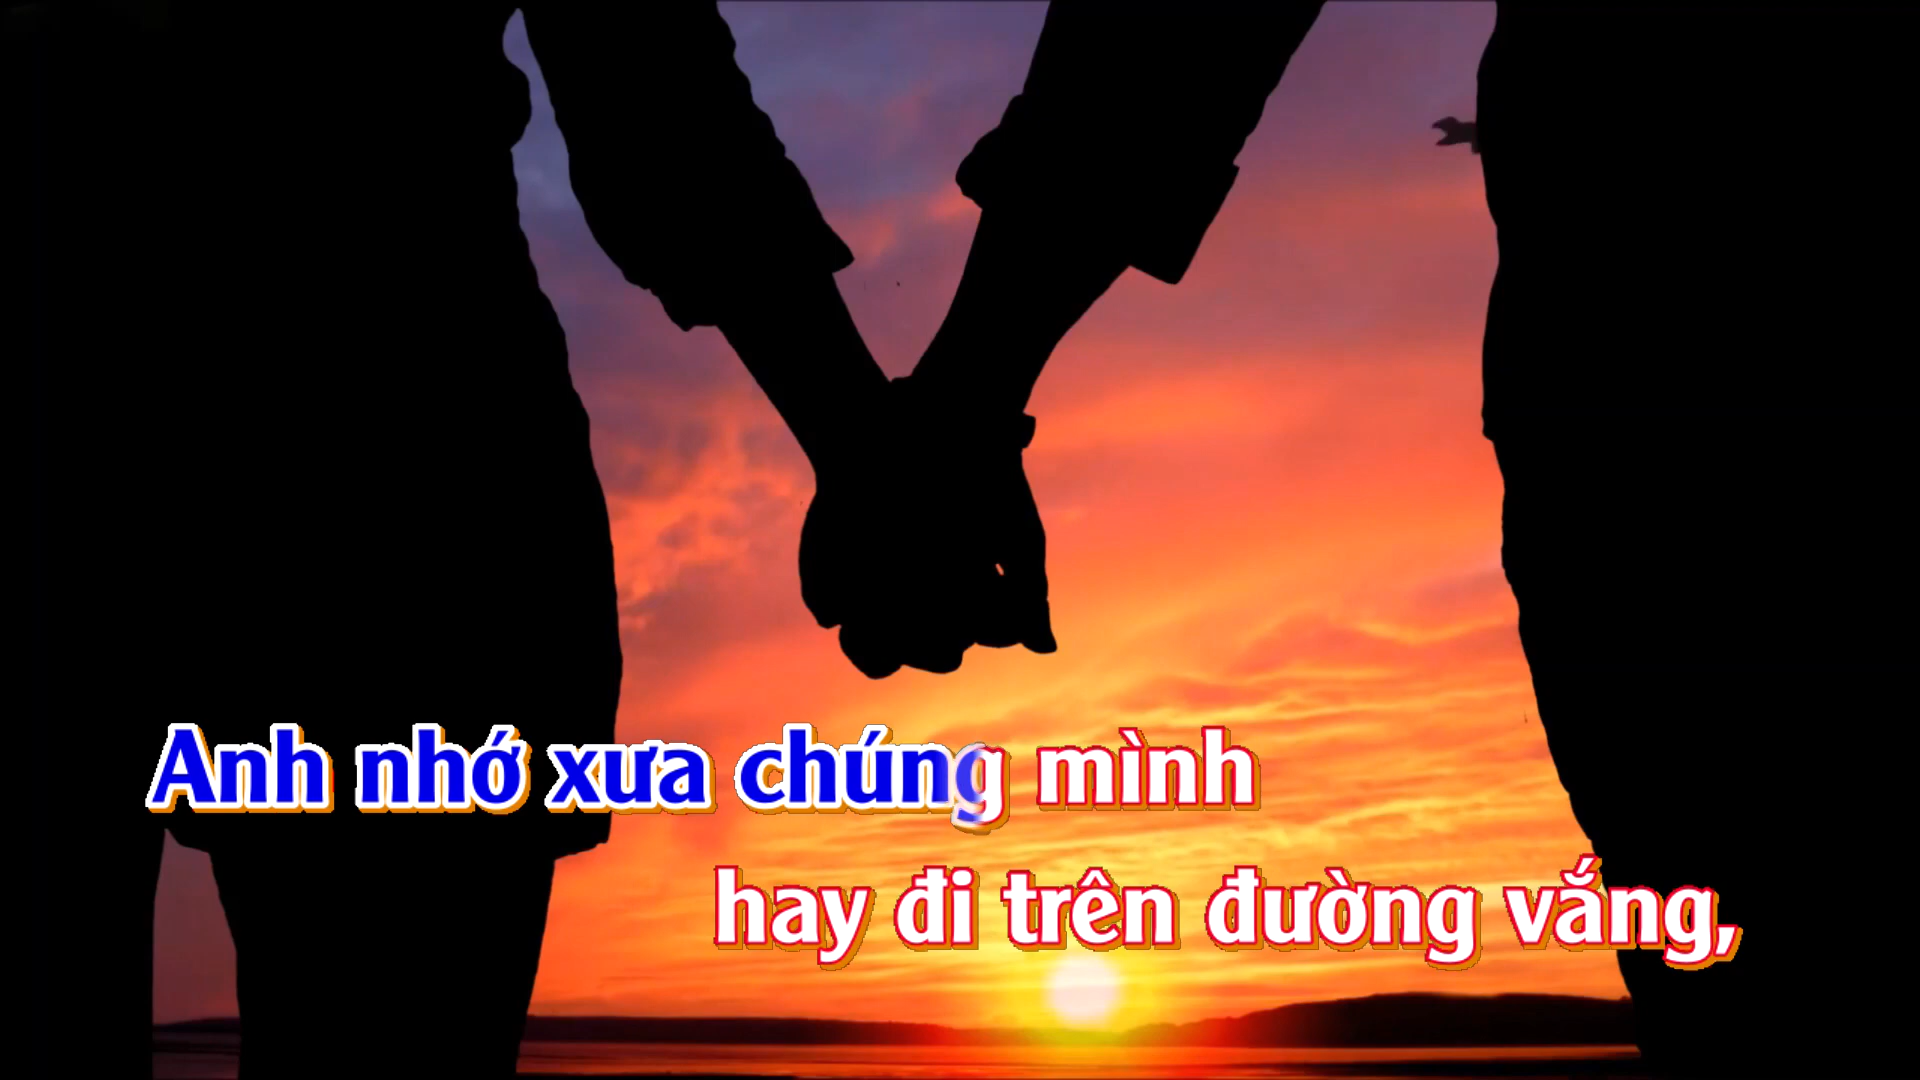 Anh nhớ xưa chúng mình
hay đi trên đường vắng,